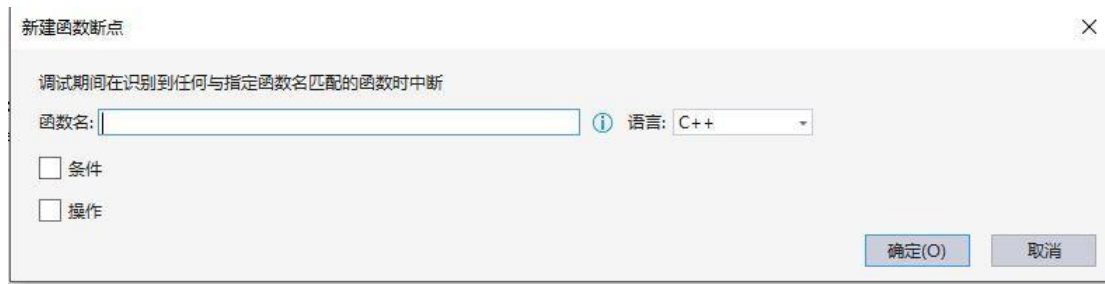 新建函数断点
调试期间在识别到任何与指定函数名匹配的函数时中断
函数名: 语言: C++
条件
操作
确定(O) 取消